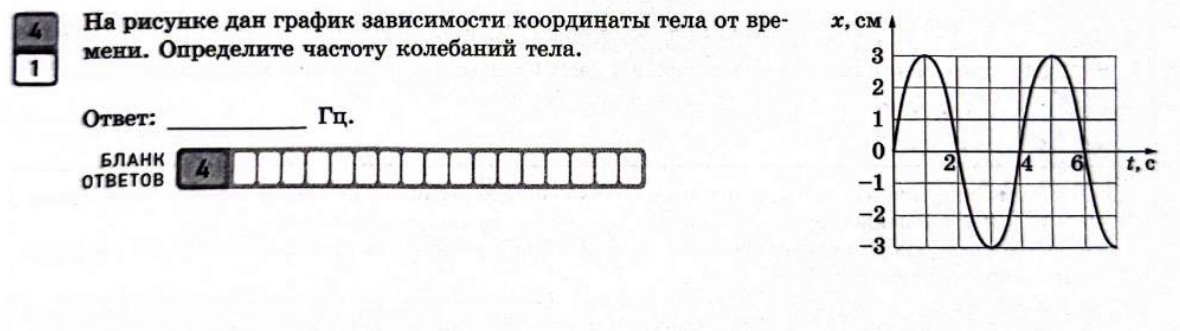 4
1
На рисунке дан график зависимости координаты тела от вре-
мени. Определите частоту колебаний тела.
Ответ: ____________ Гц.
БЛАНК
ОТВЕТОВ
4
x, см
3
2
1
0
2 4 6 t, с
−1
−2
−3